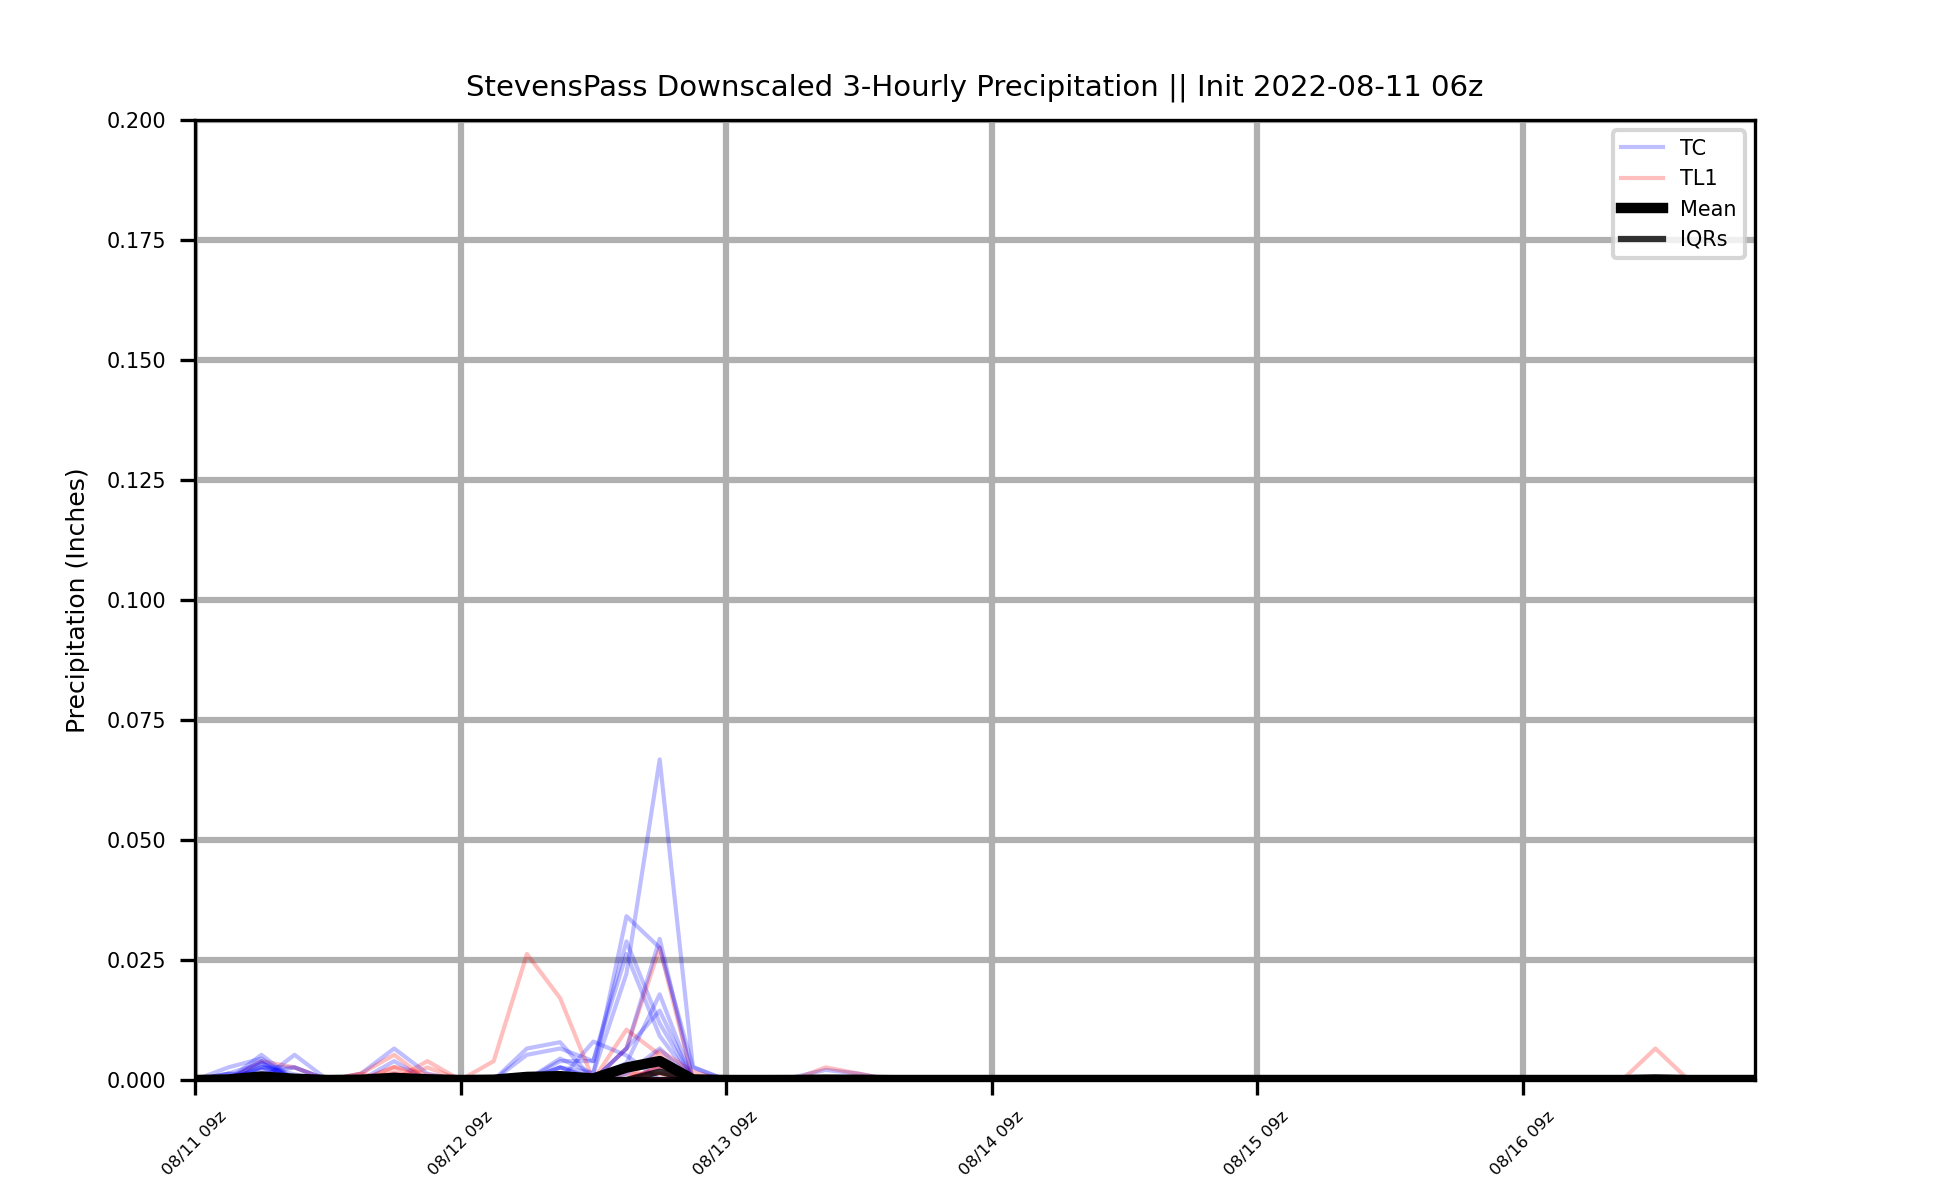 StevensPass Downscaled 3-Hourly Precipitation || Init 2022-08-11 06z
TC
TL1
Mean
IQRs
Precipitation (Inches)
0.200
0.175
0.150
0.125
0.100
0.075
0.050
0.025
0.000
08/11 09z
08/12 09z
08/13 09z
08/14 09z
08/15 09z
08/16 09z